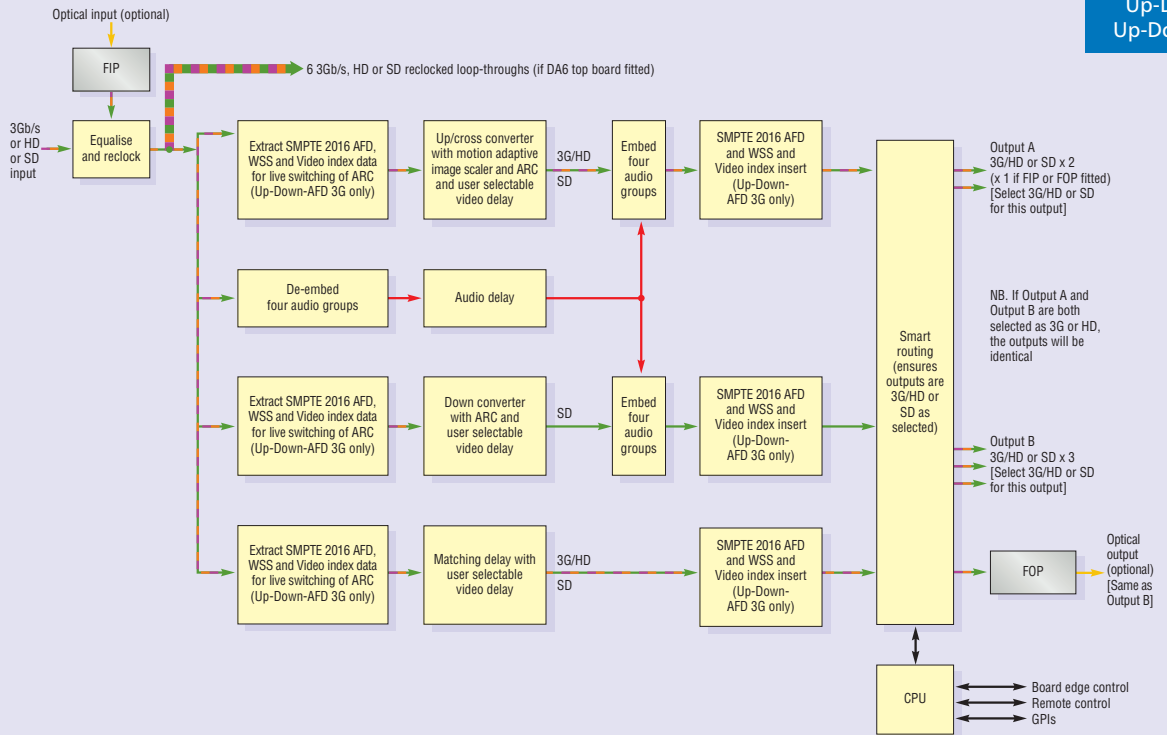 Up-L
Up-Do
Optical input (optional)
FIP
6 3Gb/s, HD or SD reclocked loop-throughs (if DA6 top board fitted)
3Gb/s
or HD
or SD
input
Equalise
and reclock
Extract SMPTE 2016 AFD,
WSS and Video index data
for live switching of ARC
(Up-Down-AFD 3G only)
Up/cross converter
with motion adaptive
image scaler and ARC
and user selectable
video delay
3G/HD
SD
Embed
four
audio
groups
SMPTE 2016 AFD
and WSS and
Video index insert
(Up-Down-
AFD 3G only)
Output A
3G/HD or SD x 2
(x 1 if FIP or FOP fitted)
[Select 3G/HD or SD
for this output]
De-embed
four audio groups
Audio delay
NB. If Output A and
Output B are both
selected as 3G or HD,
the outputs will be
identical
Smart
routing
(ensures
outputs are
3G/HD or
SD as
selected)
Extract SMPTE 2016 AFD,
WSS and Video index data
for live switching of ARC
(Up-Down-AFD 3G only)
Down converter
with ARC and
user selectable
video delay
SD
Embed
four
audio
groups
SMPTE 2016 AFD
and WSS and
Video index insert
(Up-Down-
AFD 3G only)
Output B
3G/HD or SD x 3
[Select 3G/HD or SD
for this output]
Extract SMPTE 2016 AFD,
WSS and Video index data
for live switching of ARC
(Up-Down-AFD 3G only)
Matching delay with
user selectable
video delay
3G/HD
SD
SMPTE 2016 AFD
and WSS and
Video index insert
(Up-Down-
AFD 3G only)
FOP
Optical
output
(optional)
[Same as
Output B]
CPU
Board edge control
Remote control
GPIs